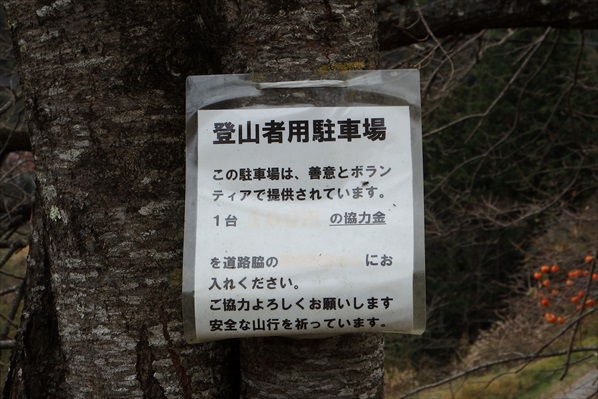 登山者用駐車場
この駐車場は、善意とボラン
ティアで提供されています。
1台 の協力金
を道路脇の にお
入れください。
ご協力よろしくお願いします
安全な山行を祈っています。